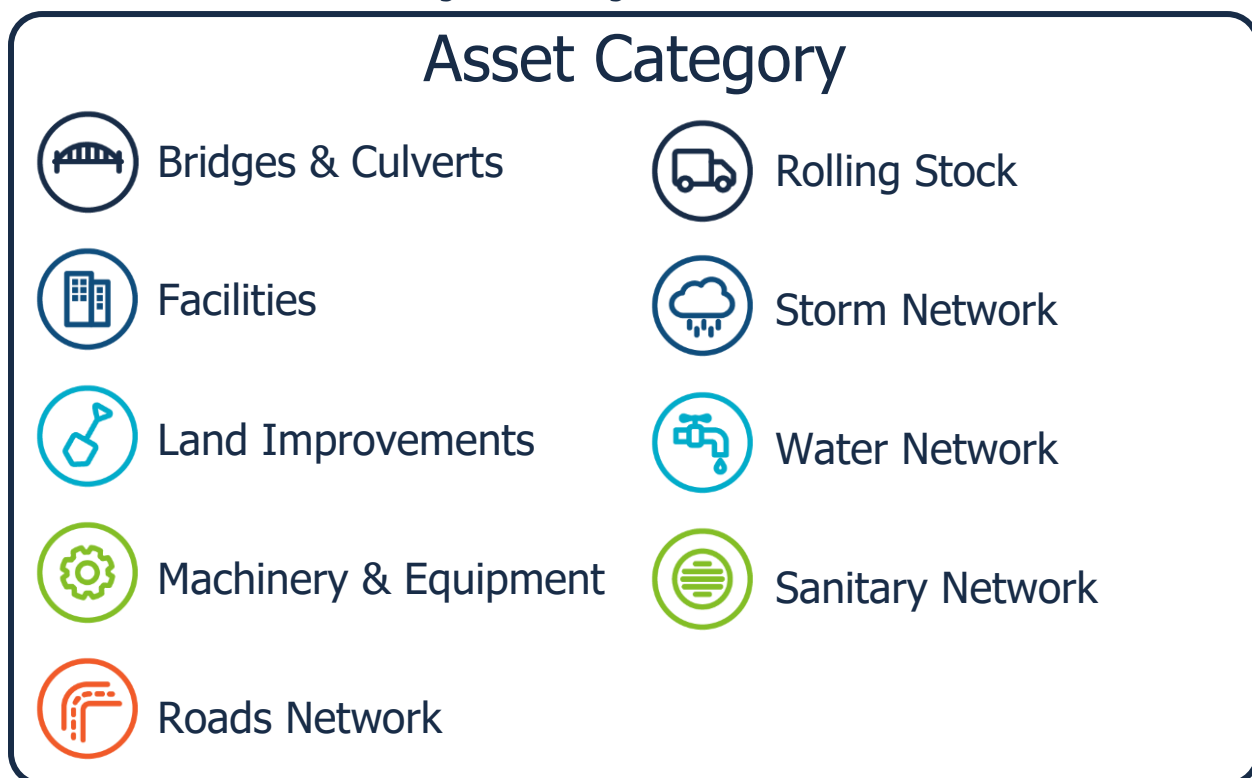 Asset Category
Bridges & Culverts
Facilities
Land Improvements
Machinery & Equipment
Roads Network
Rolling Stock
Storm Network
Water Network
Sanitary Network